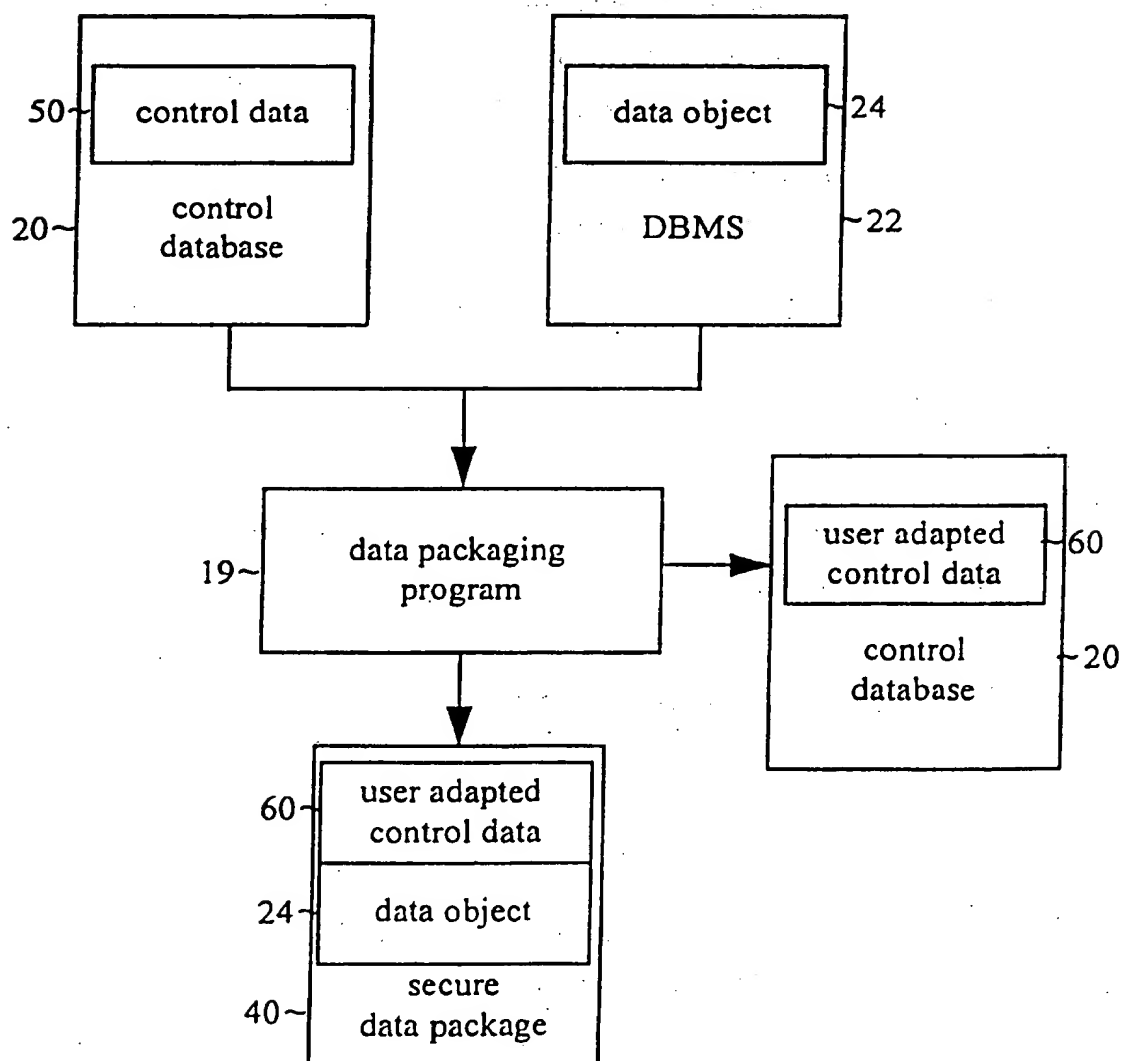 50~ control data
data object 24
20~ control
database
DBMS 22
19~ data packaging
program
user adapted
control data 60
control
database ~20
60~ user adapted
control data
24~ data object
40~ secure
data package